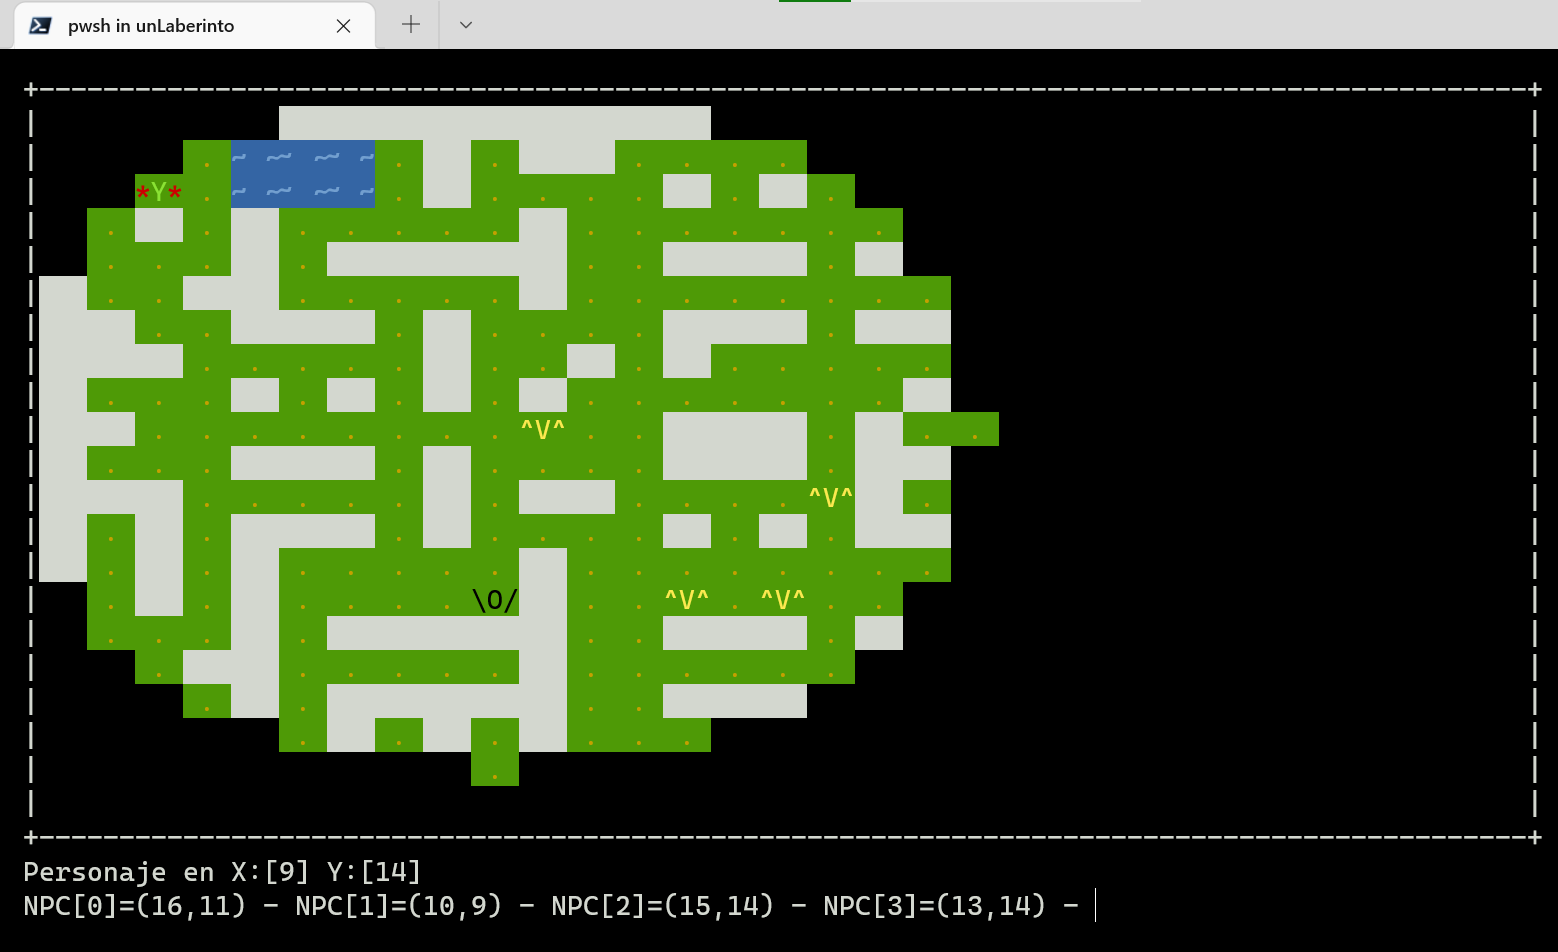 pwsh in unLaberinto
~ ~~ ~~ ~
*Y* ~ ~~ ~~ ~
^V^
^V^
\O/ ^V^ ^V^
Personaje en X:[9] Y:[14]
NPC[0]=(16,11) - NPC[1]=(10,9) - NPC[2]=(15,14) - NPC[3]=(13,14) -